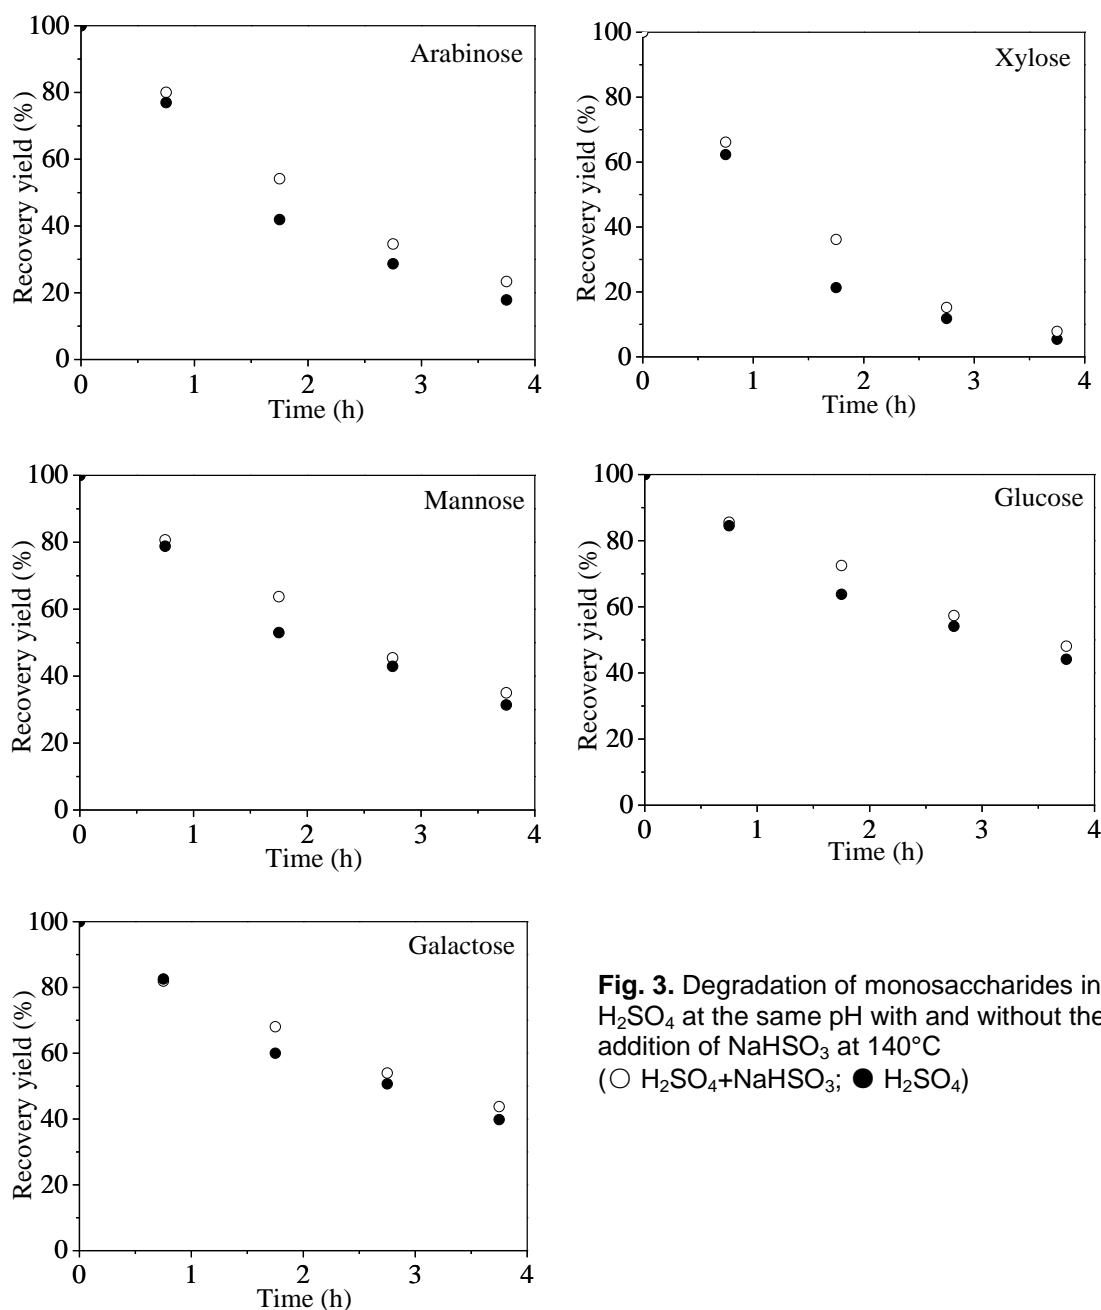 100
80
60
40
20
0
Recovery yield (%)
Arabinose
0 1 2 3 4
Time (h)
100
80
60
40
20
0
Recovery yield (%)
Xylose
0 1 2 3 4
Time (h)
100
80
60
40
20
0
Recovery yield (%)
Mannose
0 1 2 3 4
Time (h)
100
80
60
40
20
0
Recovery yield (%)
Glucose
0 1 2 3 4
Time (h)
100
80
60
40
20
0
Recovery yield (%)
Galactose
0 1 2 3 4
Time (h)
Fig. 3. Degradation of monosaccharides in
H₂SO₄ at the same pH with and without the
addition of NaHSO₃ at 140°C
(○ H₂SO₄+NaHSO₃; ● H₂SO₄)